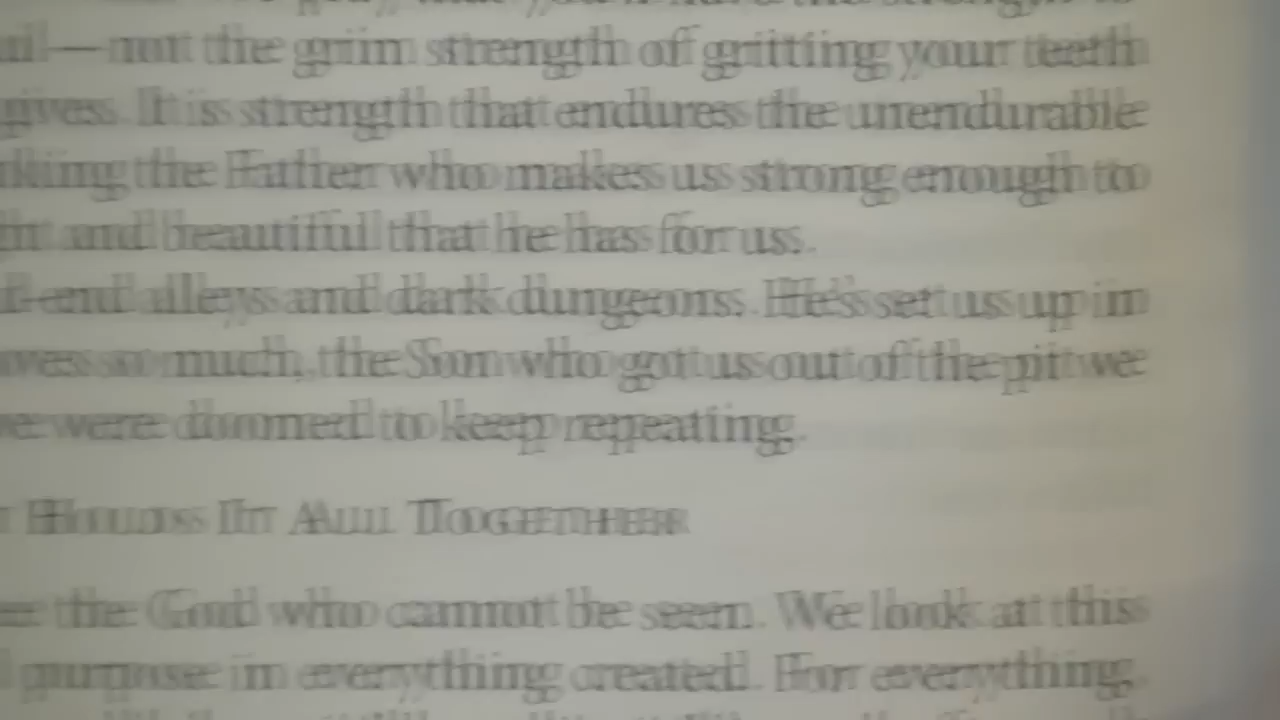 not the grim strength of gritting your teeth
gives. It is strength that endures the unendurable
the Father who makes us strong enough to
and beautiful that he has for us.
alleys and dark dungeons. He's set us up in
so much, the Son who got us out of the pit we
were doomed to keep repeating.
HOLDS IT ALL TOGETHER
the God who cannot be seen. We look at this
purpose in everything created. For everything,